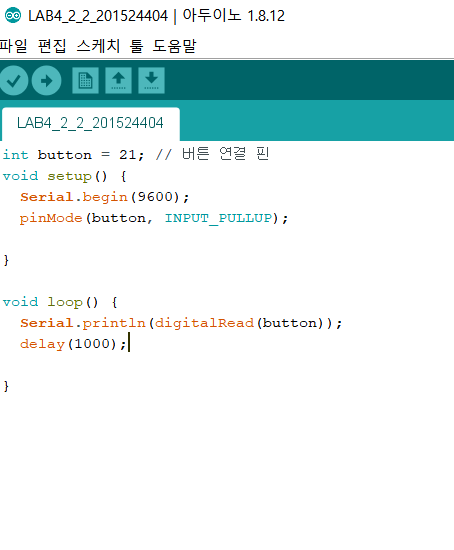 LAB4_2_2_201524404 | 아두이노 1.8.12
파일 편집 스케치 툴 도움말
LAB4_2_2_201524404
int button = 21; // 버튼 연결 핀
void setup() {
  Serial.begin(9600);
  pinMode(button, INPUT_PULLUP);
}
void loop() {
  Serial.println(digitalRead(button));
  delay(1000);
}